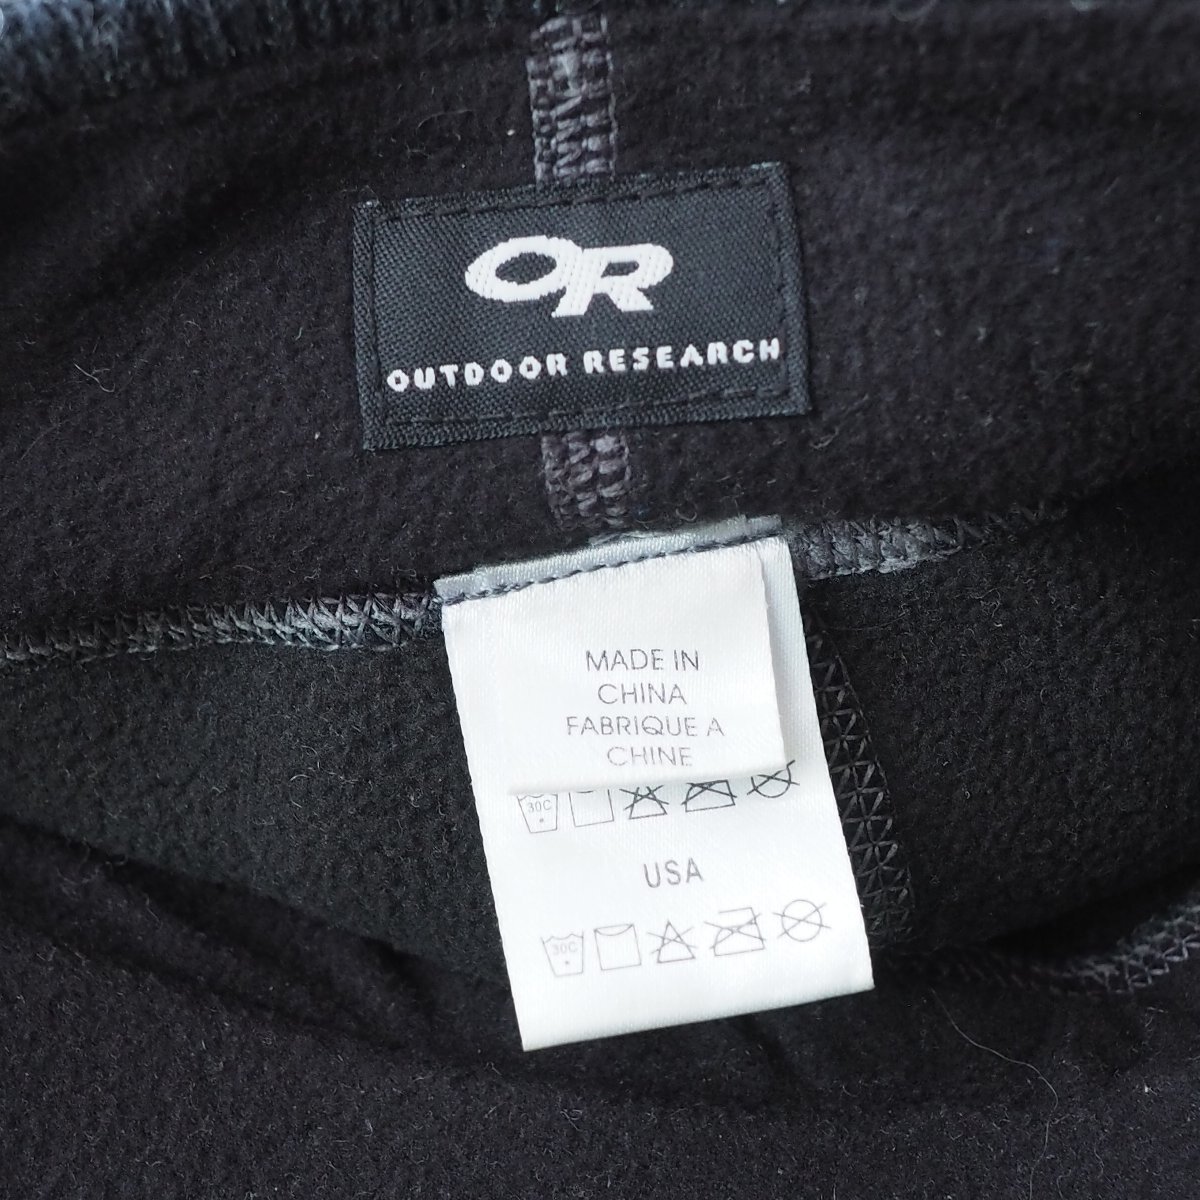 OR
OUTDOOR RESEARCH
MADE IN
CHINA
FABRIQUE A
CHINE
30C
USA
30C